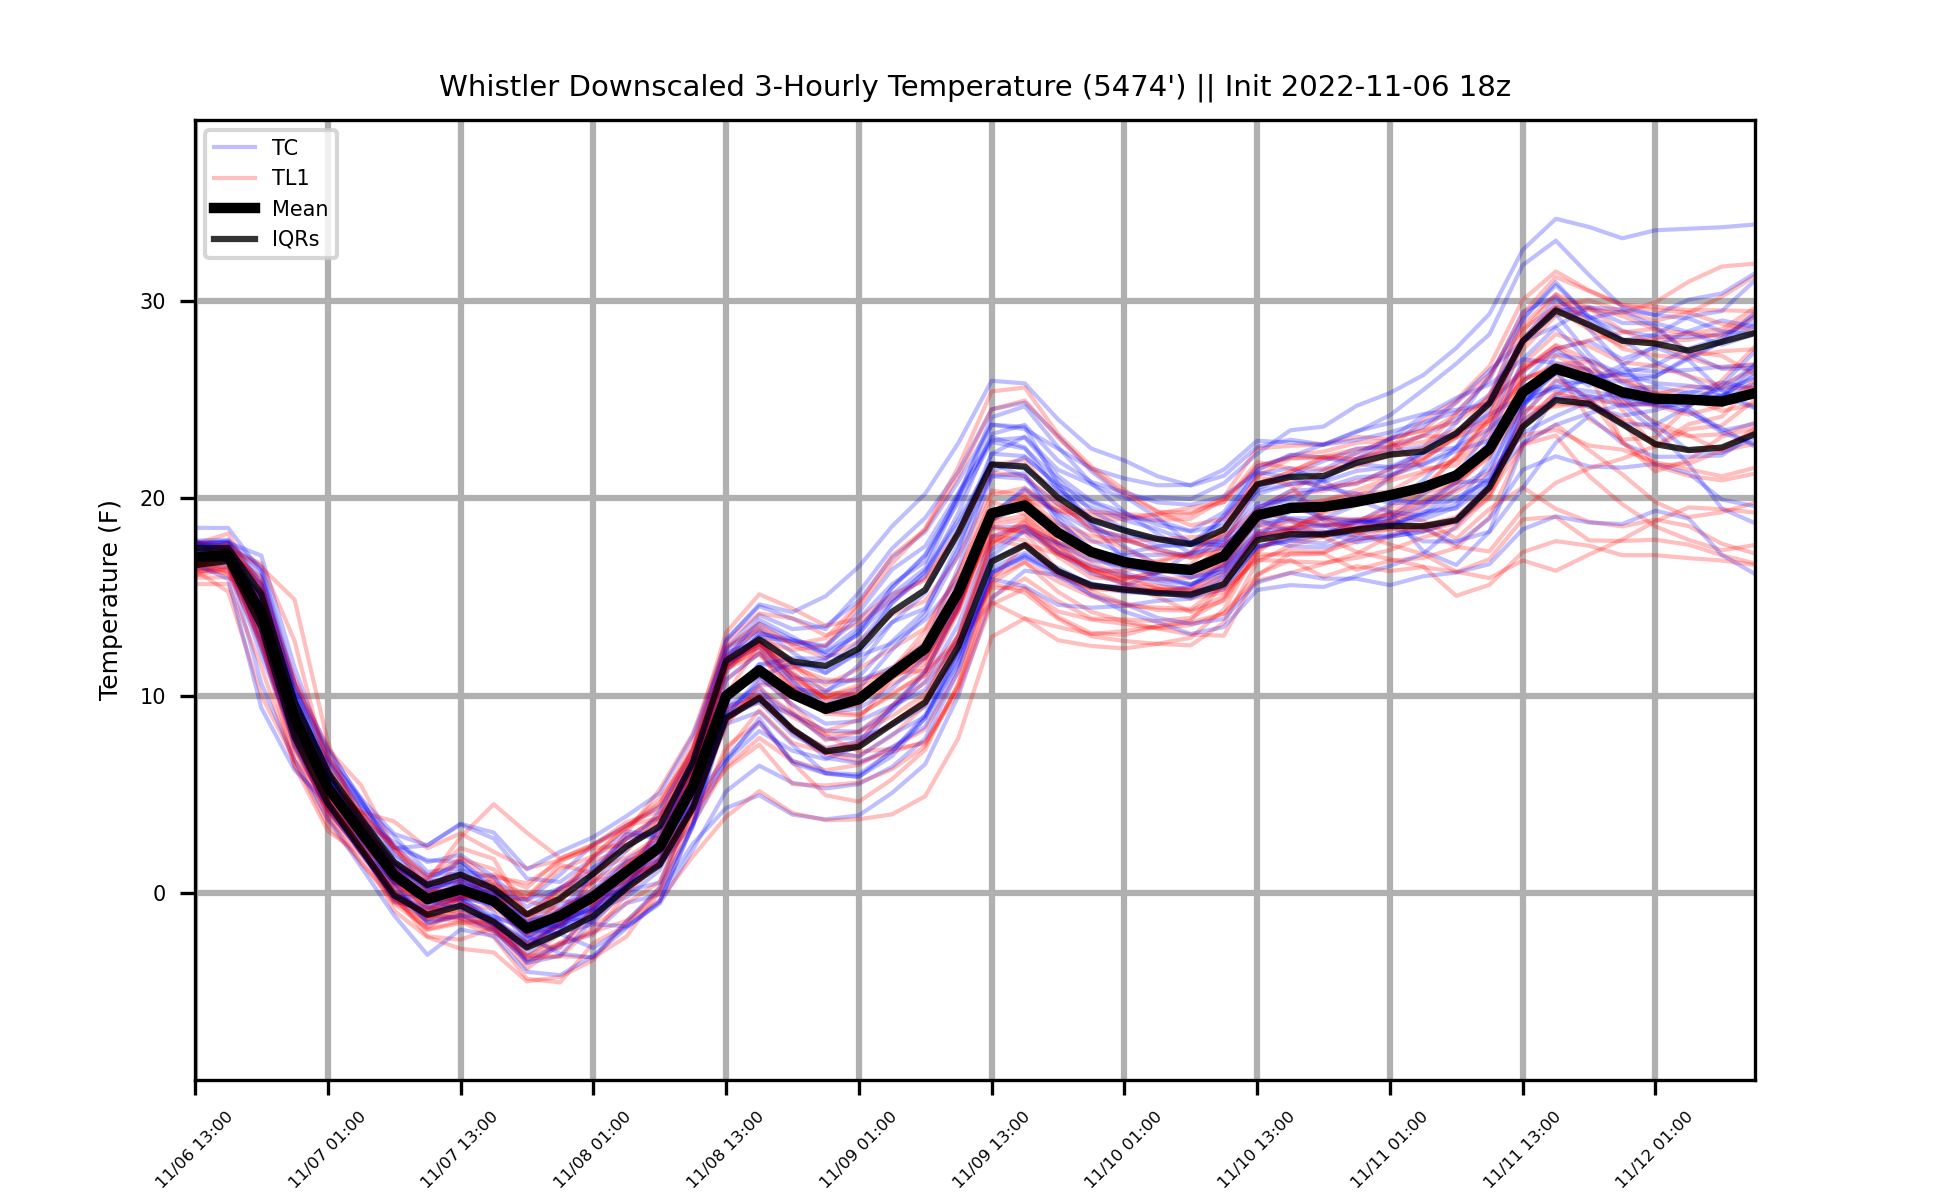 Whistler Downscaled 3-Hourly Temperature (5474') || Init 2022-11-06 18z
TC
TL1
Mean
IQRs
Temperature (F)
30
20
10
0
11/06 13:00
11/07 01:00
11/07 13:00
11/08 01:00
11/08 13:00
11/09 01:00
11/09 13:00
11/10 01:00
11/10 13:00
11/11 01:00
11/11 13:00
11/12 01:00